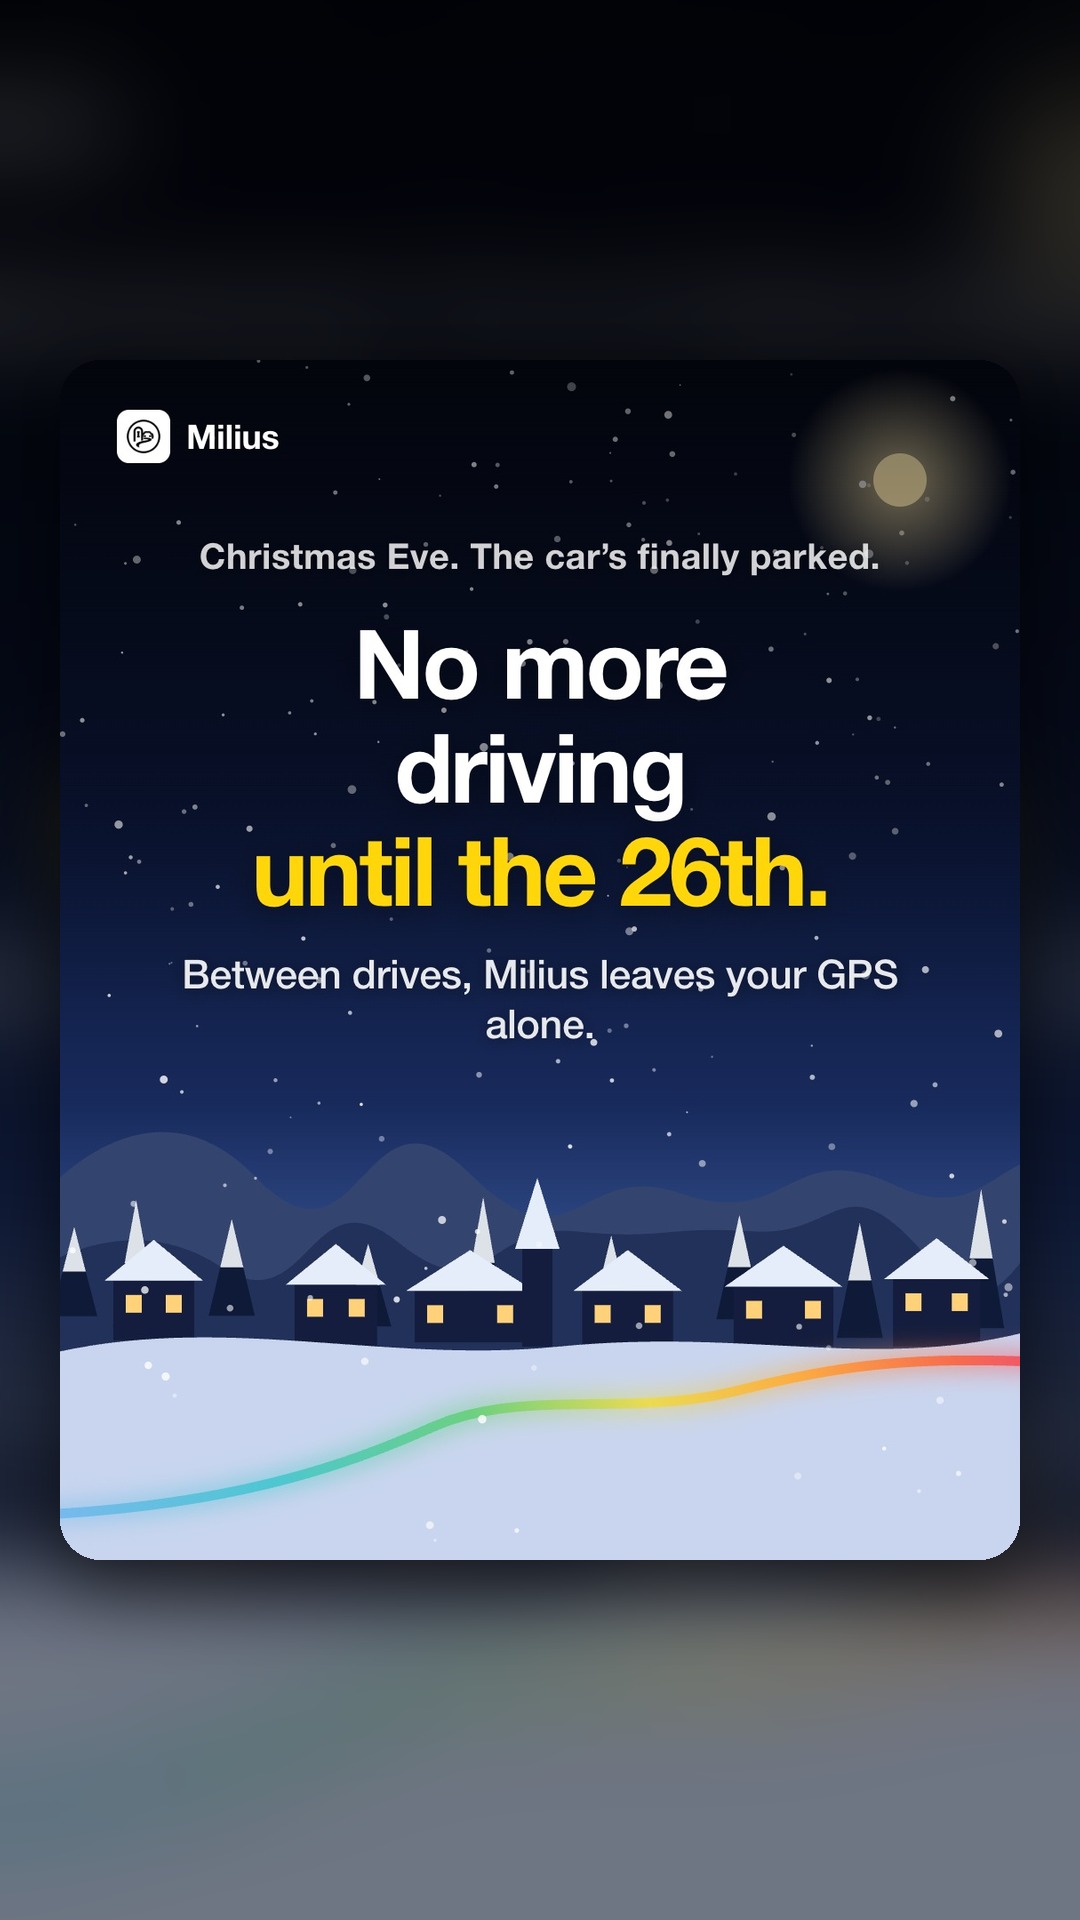 Milius
Christmas Eve. The car’s finally parked.
No more
driving
until the 26th.
Between drives, Milius leaves your GPS
alone.